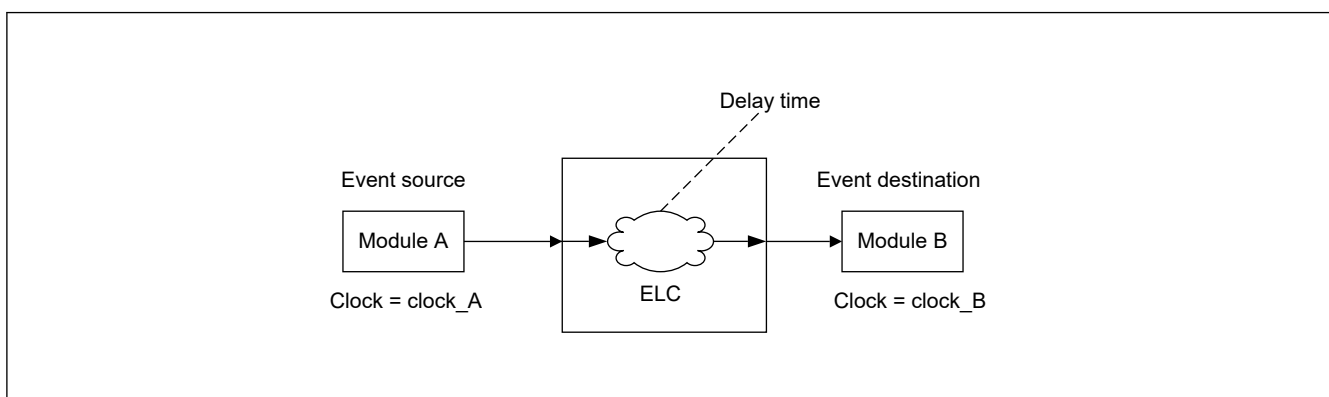 Delay time
Event source
Event destination
Module A
Module B
ELC
Clock = clock_A
Clock = clock_B